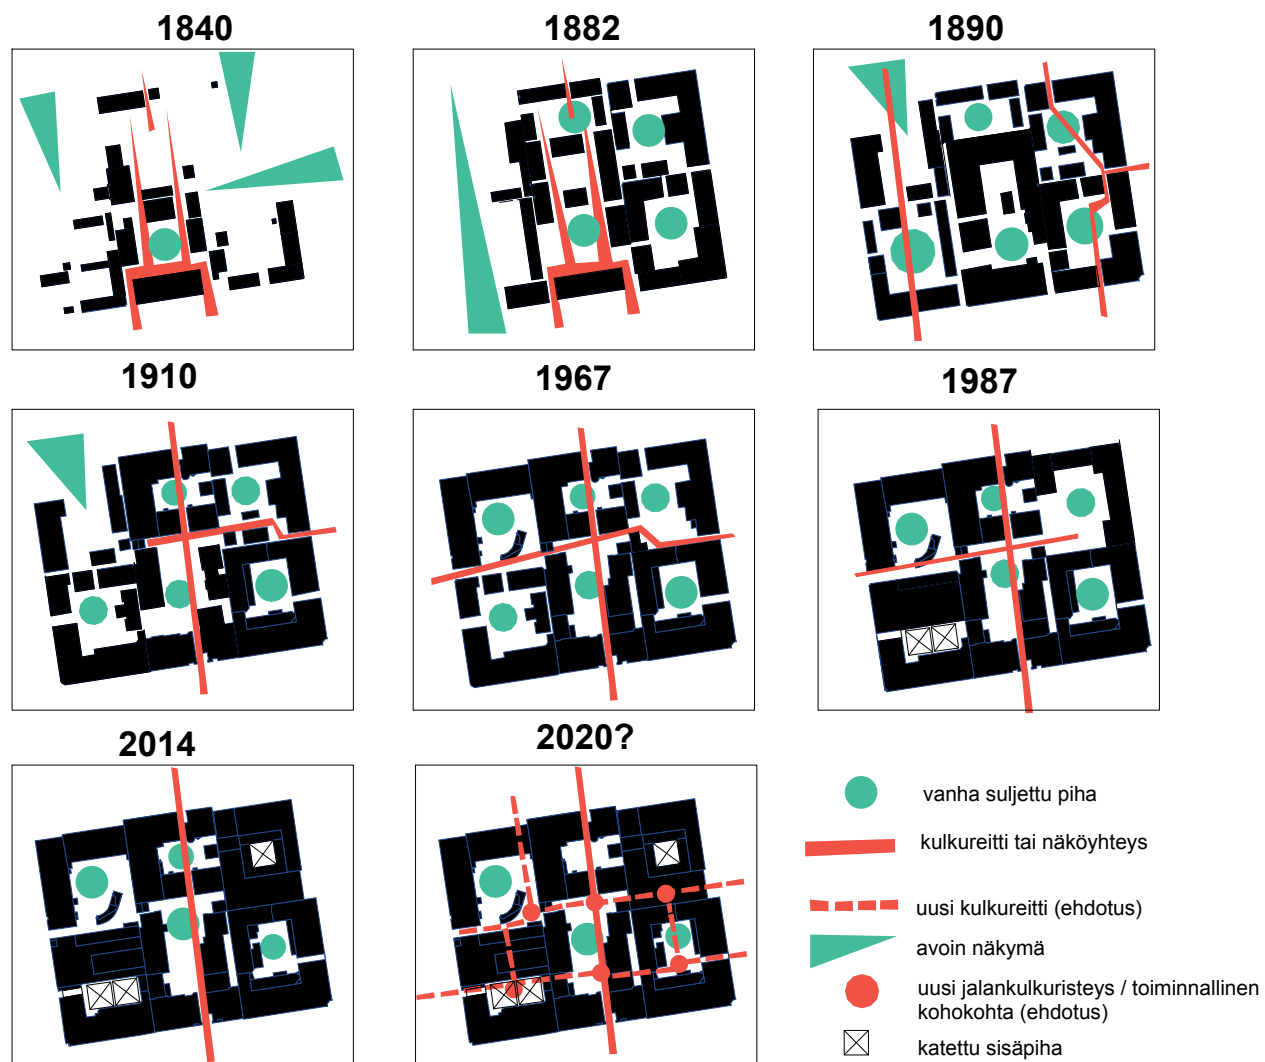 1840
1882
1890
1910
1967
1987
2014
2020?
vanha suljettu piha
kulkureitti tai näköyhteys
uusi kulkureitti (ehdotus)
avoin näkymä
uusi jalankulkuristeys / toiminnallinen
kohokohta (ehdotus)
katettu sisäpiha